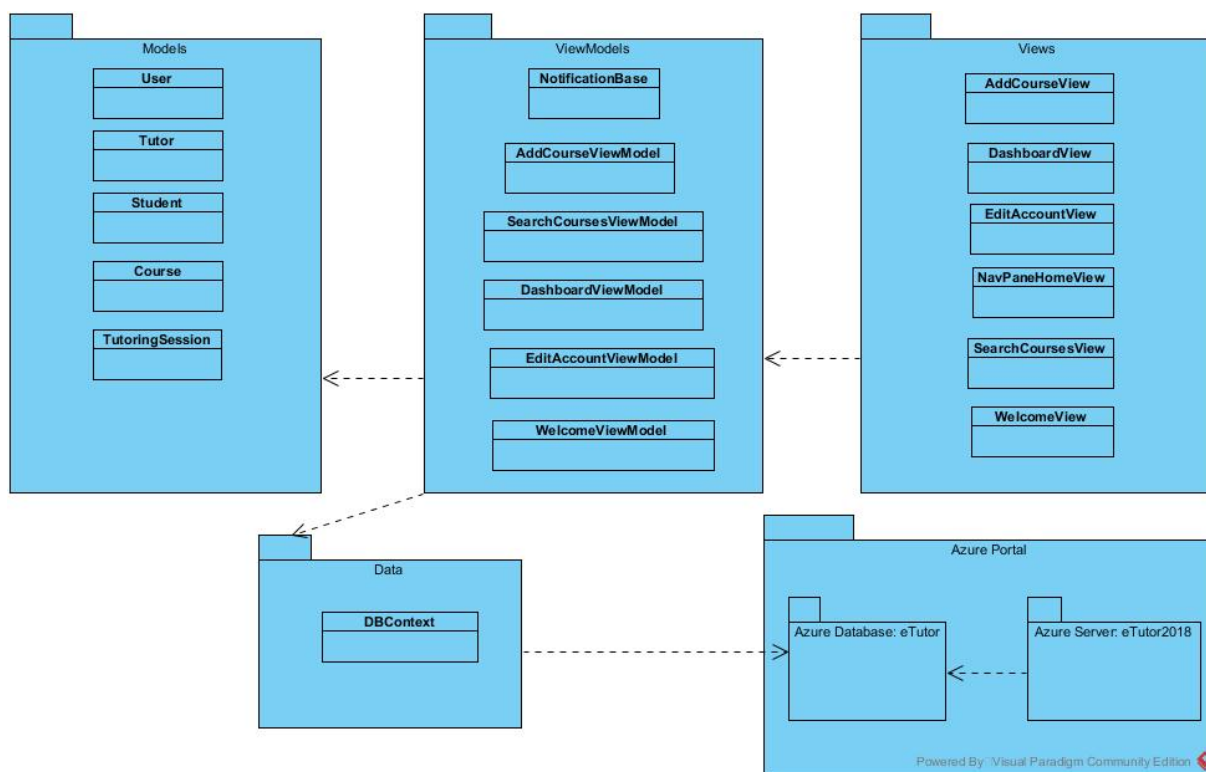 Models
User
Tutor
Student
Course
TutoringSession
ViewModels
NotificationBase
AddCourseViewModel
SearchCoursesViewModel
DashboardViewModel
EditAccountViewModel
WelcomeViewModel
Views
AddCourseView
DashboardView
EditAccountView
NavPaneHomeView
SearchCoursesView
WelcomeView
Data
DBContext
Azure Portal
Azure Database: eTutor
Azure Server: eTutor2018
Powered By Visual Paradigm Community Edition